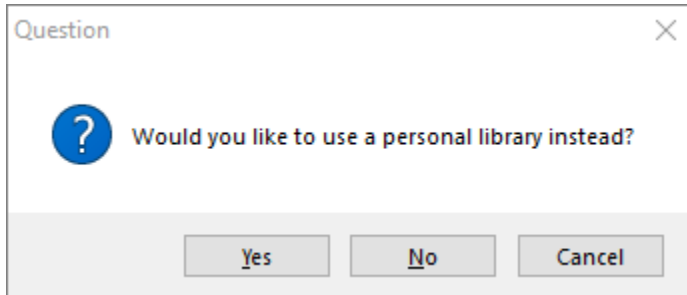 Question
Would you like to use a personal library instead?
Yes
No
Cancel